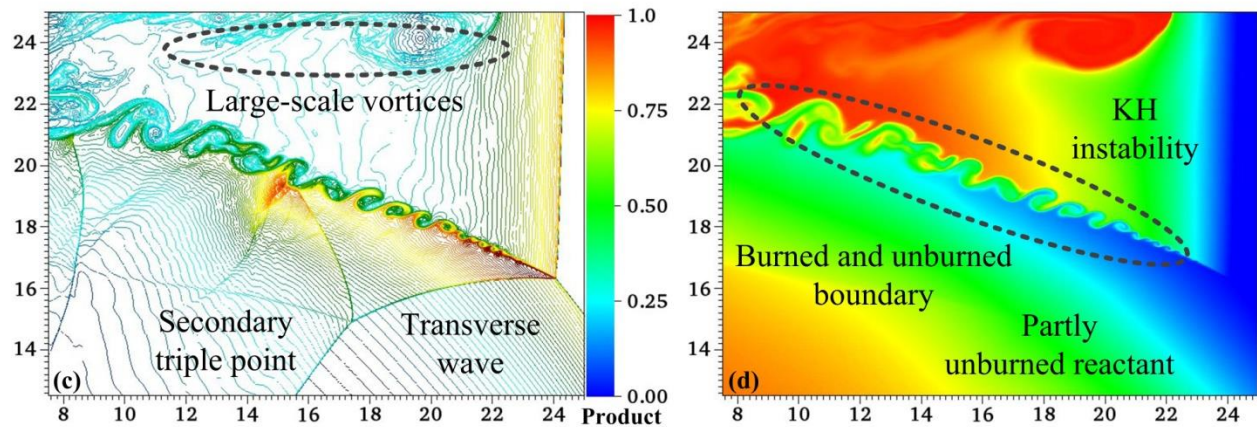 24
22
20
18
16
14
8 10 12 14 16 18 20 22 24
Large-scale vortices
Secondary
triple point
Transverse
wave
(c)
1.0
0.75
0.50
0.25
0.00
Product
24
22
20
18
16
14
8 10 12 14 16 18 20 22 24
KH
instability
Burned and unburned
boundary
Partly
unburned reactant
(d)